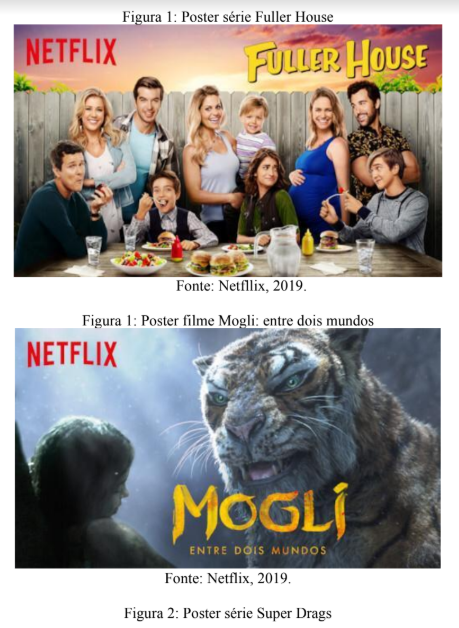 Figura 1: Poster série Fuller House
NETFLIX
FULLER HOUSE
Fonte: Netfllix, 2019.
Figura 1: Poster filme Mogli: entre dois mundos
NETFLIX
MOGLI
ENTRE DOIS MUNDOS
Fonte: Netflix, 2019.
Figura 2: Poster série Super Drags